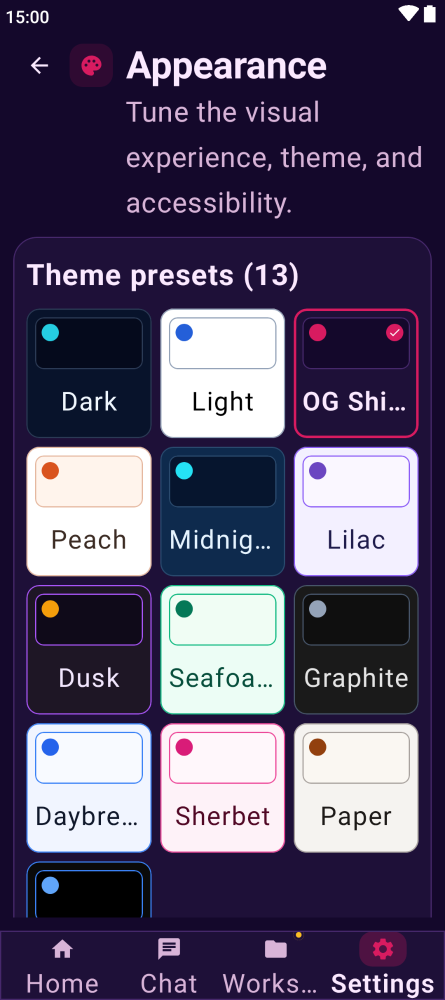 15:00
Appearance
Tune the visual
experience, theme, and
accessibility.
Theme presets (13)
Dark
Light
OG Shi...
Peach
Midnig...
Lilac
Dusk
Seafoa...
Graphite
Daybre...
Sherbet
Paper
Home
Chat
Works...
Settings